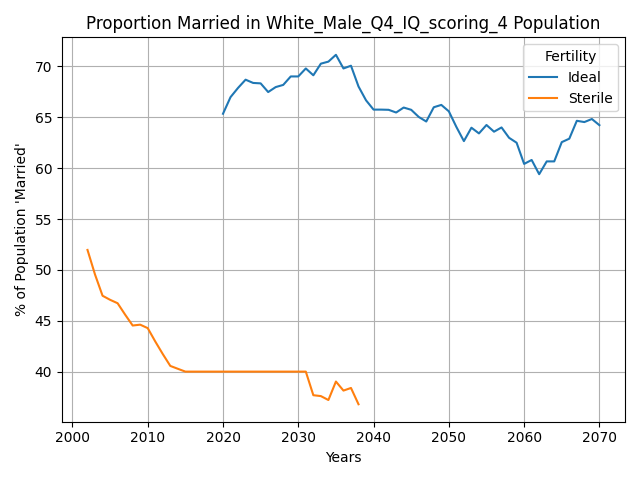 Proportion Married in White_Male_Q4_IQ_scoring_4 Population
% of Population 'Married'
70
65
60
55
50
45
40
Fertility
Ideal
Sterile
2000 2010 2020 2030 2040 2050 2060 2070
Years